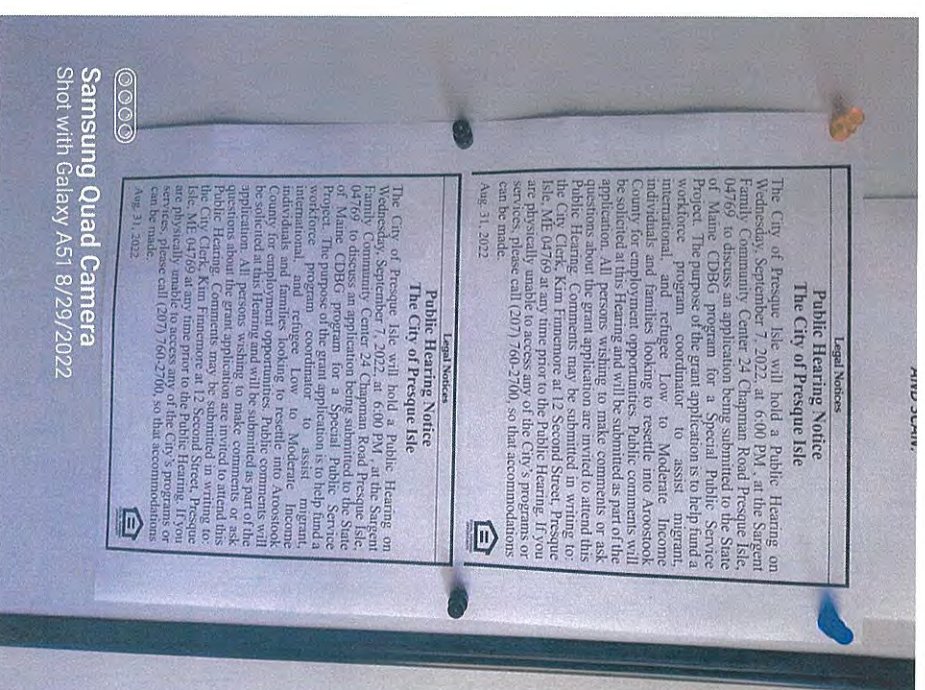 AND SCAN.
Legal Notices
Public Hearing Notice
The City of Presque Isle
The City of Presque Isle will hold a Public Hearing on
Wednesday, September 7, 2022, at 6:00 PM , at the Sargent
Family Community Center 24 Chapman Road Presque Isle,
04769 to discuss an application being submitted to the State
of Maine CDBG program for a Special Public Service
Project. The purpose of the grant application is to help fund a
workforce program coordinator to assist migrant,
international, and refugee Low to Moderate Income
individuals and families looking to resettle into Aroostook
County for employment opportunities. Public comments will
be solicited at this Hearing and will be submitted as part of the
application. All persons wishing to make comments or ask
questions about the grant application are invited to attend this
Public Hearing. Comments may be submitted in writing to:
the City Clerk, Kim Finnemore at 12 Second Street, Presque
Isle, ME 04769 at any time prior to the Public Hearing. If you
are physically unable to access any of the City's programs or
services, please call (207) 760-2700, so that accommodations
can be made.
Aug. 31, 2022
Legal Notices
Public Hearing Notice
The City of Presque Isle
The City of Presque Isle will hold a Public Hearing on
Wednesday, September 7, 2022, at 6:00 PM , at the Sargent
Family Community Center 24 Chapman Road Presque Isle,
04769 to discuss an application being submitted to the State
of Maine CDBG program for a Special Public Service
Project. The purpose of the grant application is to help fund a
workforce program coordinator to assist migrant,
international, and refugee Low to Moderate Income
individuals and families looking to resettle into Aroostook
County for employment opportunities. Public comments will
be solicited at this Hearing and will be submitted as part of the
application. All persons wishing to make comments or ask
questions about the grant application are invited to attend this
Public Hearing. Comments may be submitted in writing to:
the City Clerk, Kim Finnemore at 12 Second Street, Presque
Isle, ME 04769 at any time prior to the Public Hearing. If you
are physically unable to access any of the City's programs or
services, please call (207) 760-2700, so that accommodations
can be made.
Aug. 31, 2022
Samsung Quad Camera
Shot with Galaxy A51 8/29/2022